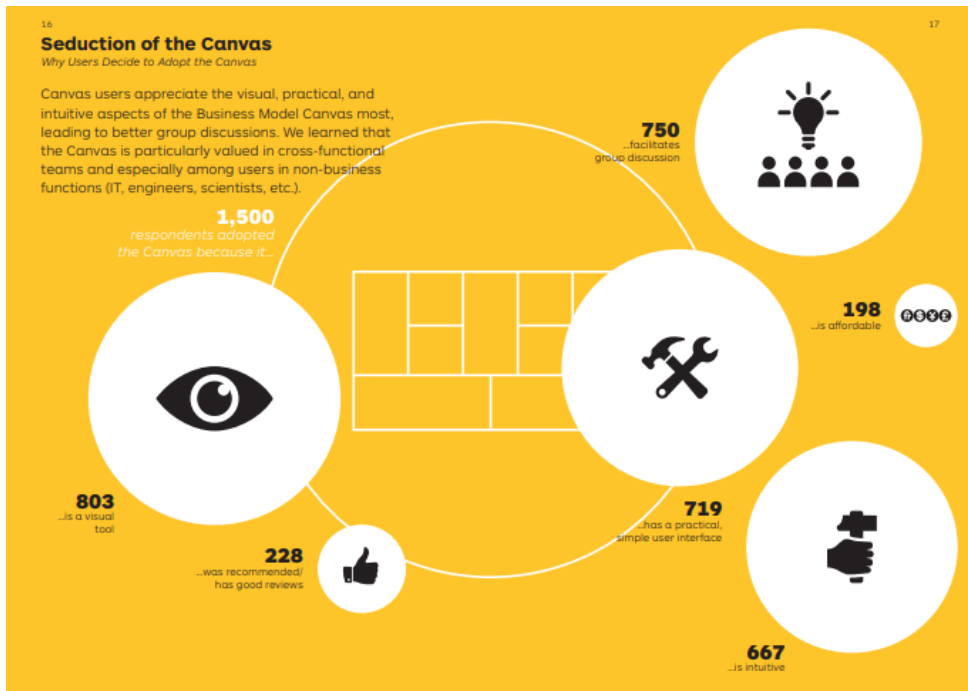 16
17
Seduction of the Canvas
Why Users Decide to Adopt the Canvas
Canvas users appreciate the visual, practical, and
intuitive aspects of the Business Model Canvas most,
leading to better group discussions. We learned that
the Canvas is particularly valued in cross-functional
teams and especially among users in non-business
functions (IT, engineers, scientists, etc.).
1,500
respondents adopted
the Canvas because it...
750
...facilitates
group discussion
198
...is affordable
$¥£
803
...is a visual
tool
719
...has a practical,
simple user interface
228
...was recommended/
has good reviews
667
...is intuitive